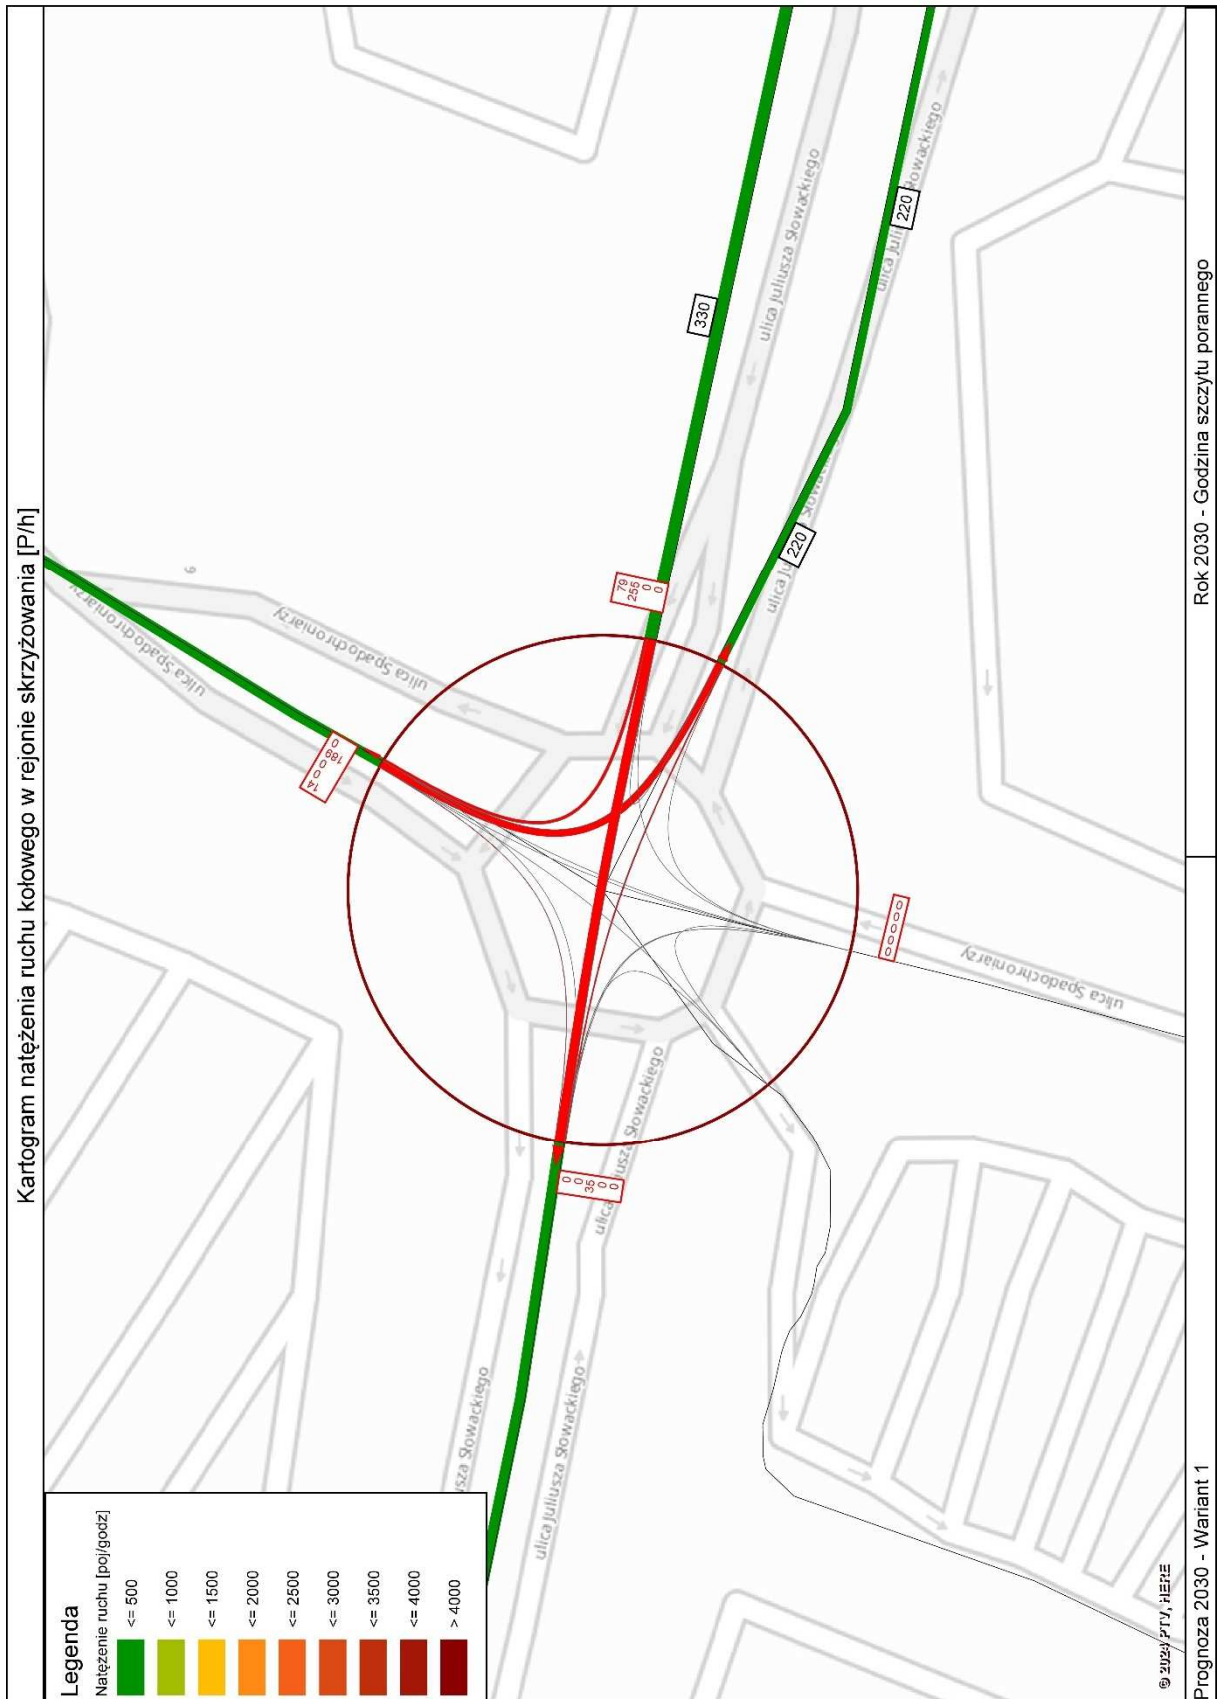 Kartogram natężenia ruchu kołowego w rejonie skrzyżowania [P/h]
Legenda
Natężenie ruchu [poj/godz]
<= 500
<= 1000
<= 1500
<= 2000
<= 2500
<= 3000
<= 3500
<= 4000
> 4000
ulica Spadochroniarzy
ulica Spadochroniarzy
6
14
0
0
189
0
79
255
0
0
330
ulica Juliusza Słowackiego
220
ulica Juliusza Słowackiego
220
0
0
35
0
0
ulica Juliusza Słowackiego
ulica Juliusza Słowackiego
0
0
0
0
0
ulica Spadochroniarzy
Prognoza 2030 - Wariant 1
Rok 2030 - Godzina szczytu porannego